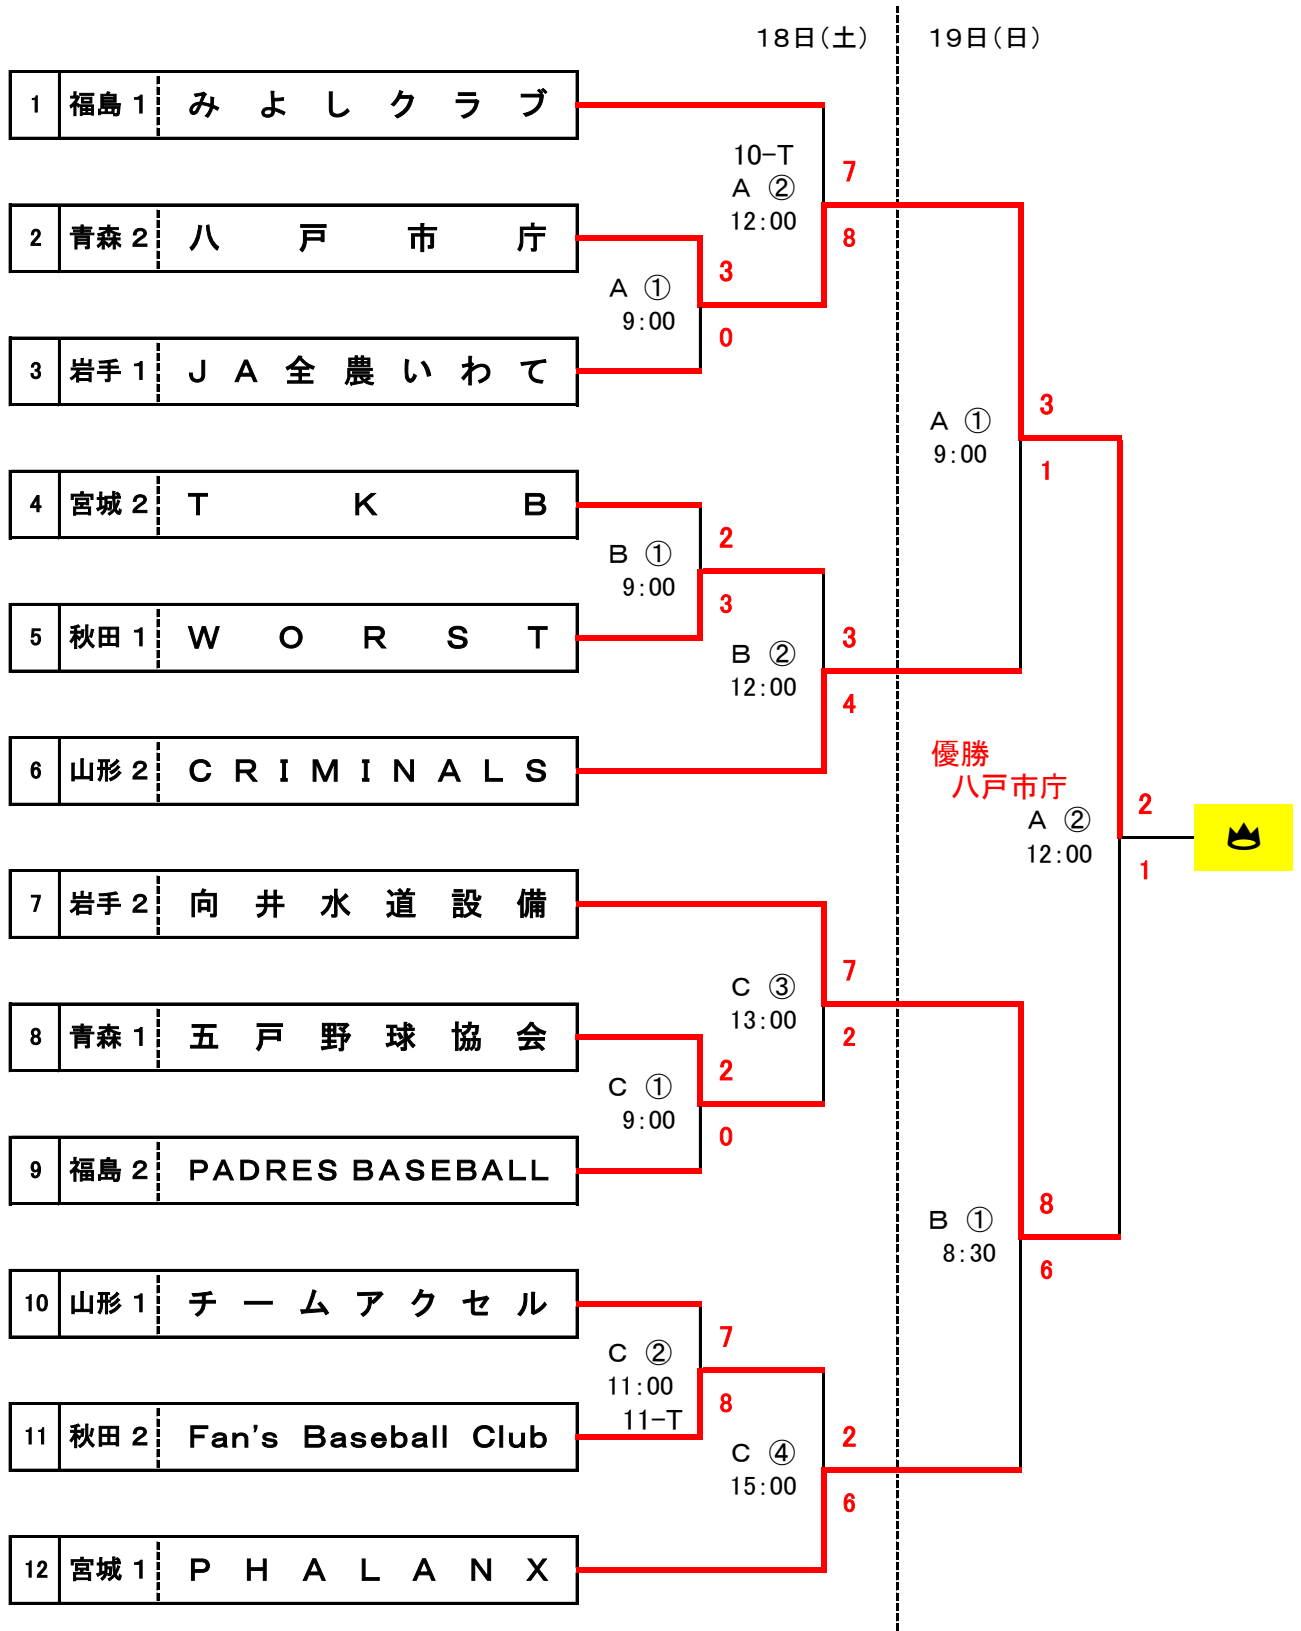 18日(土)
19日(日)
1 福島 1 みよしクラブ
10-T
A ②
12:00
7
8
2 青森 2 八戸市庁
A ①
9:00
3
0
3 岩手 1 JA全農いわて
A ①
9:00
3
1
4 宮城 2 TKB
B ①
9:00
2
3
5 秋田 1 WORST
B ②
12:00
3
4
6 山形 2 CRIMINALS
優勝
八戸市庁
A ②
12:00
2
1
7 岩手 2 向井水道設備
C ③
13:00
7
2
8 青森 1 五戸野球協会
C ①
9:00
2
0
9 福島 2 PADRES BASEBALL
B ①
8:30
8
6
10 山形 1 チームアクセル
C ②
11:00
11-T
7
8
11 秋田 2 Fan's Baseball Club
C ④
15:00
2
6
12 宮城 1 PHALANX